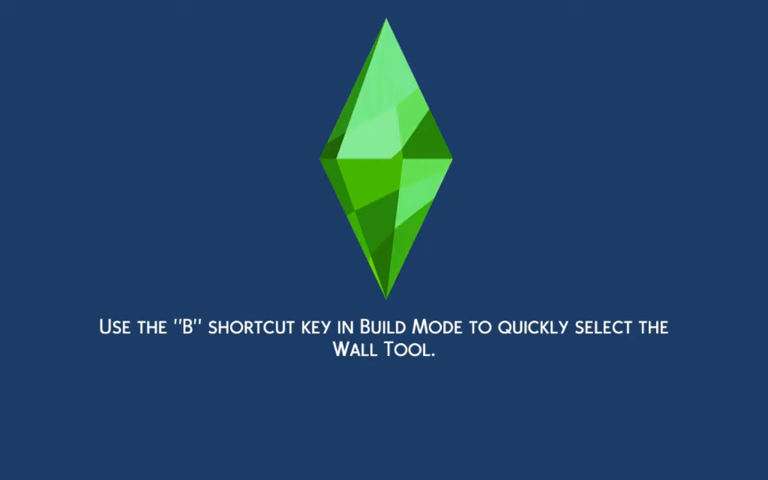 Use the "B" shortcut key in Build Mode to quickly select the
Wall Tool.